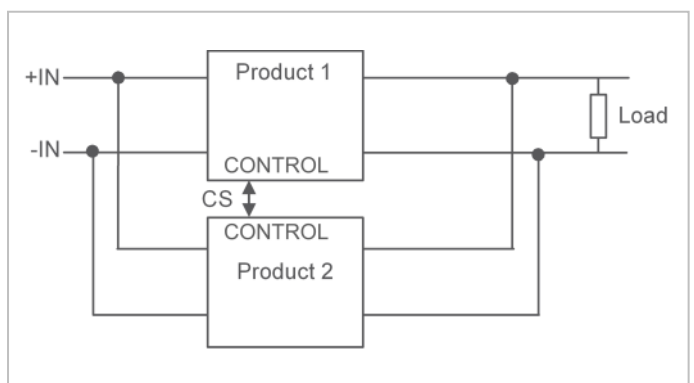 +IN
Product 1
-IN
Load
CONTROL
CS
CONTROL
Product 2